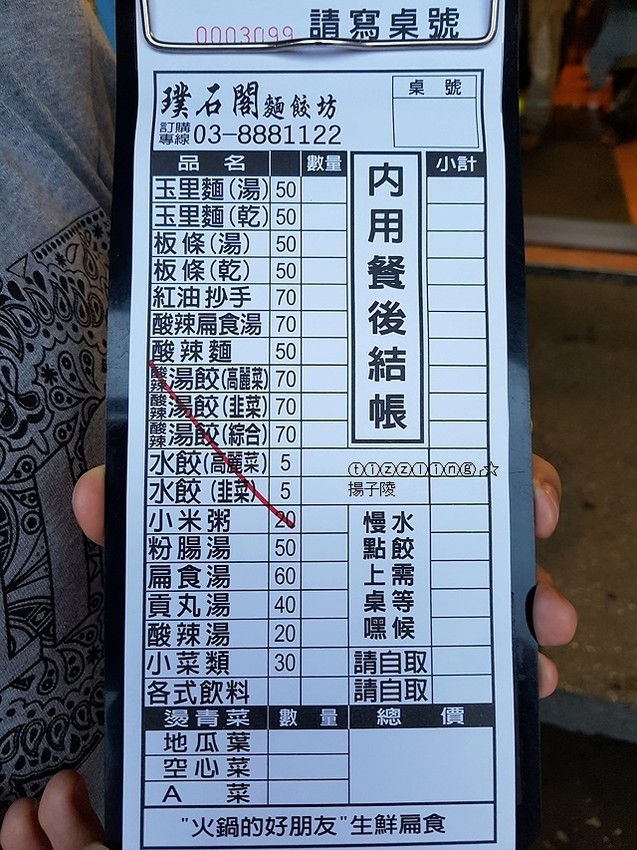 0003099 請寫桌號
璞石閣麵餃坊
桌 號
訂購專線 03-8881122
品 名 數量 小計
玉里麵(湯) 50
玉里麵(乾) 50
板條(湯) 50
板條(乾) 50
紅油抄手 70
酸辣扁食湯 70
酸辣麵 50
酸辣湯餃(高麗菜) 70
酸辣湯餃(韭菜) 70
酸辣湯餃(綜合) 70
水餃(高麗菜) 5
水餃(韭菜) 5
小米粥 20
粉腸湯 50
扁食湯 60
貢丸湯 40
酸辣湯 20
小菜類 30 請自取
各式飲料 請自取
內用餐後結帳
tizzling.☆
揚子陵
水餃需等候
慢點上桌嘿
燙青菜 數 量 總 價
地瓜葉
空心菜
A 菜
"火鍋的好朋友"生鮮扁食